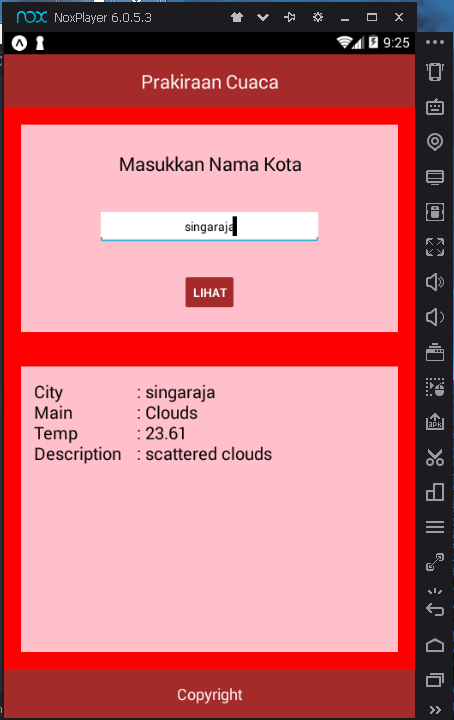 nox NoxPlayer 6.0.5.3
9:25
Prakiraan Cuaca
Masukkan Nama Kota
singaraja
LIHAT
City : singaraja
Main : Clouds
Temp : 23.61
Description : scattered clouds
Copyright